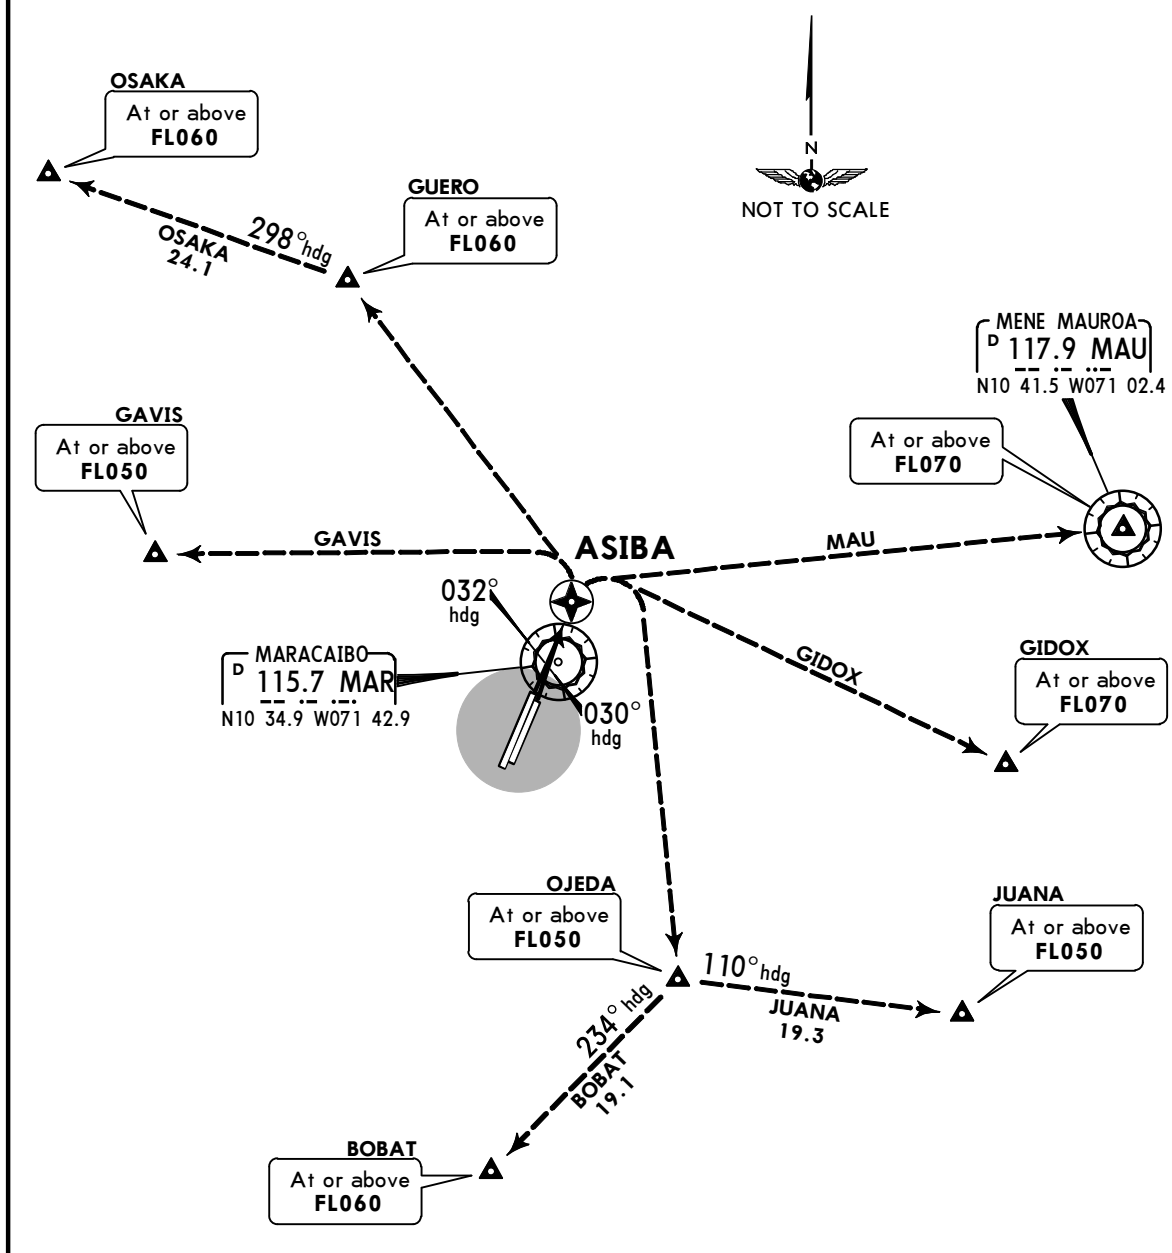 OSAKA
At or above
FL060
GUERO
At or above
FL060
298° hdg
OSAKA
24.1
N
NOT TO SCALE
MENE MAUROA
D 117.9 MAU
N10 41.5 W071 02.4
GAVIS
At or above
FL050
At or above
FL070
GAVIS
ASIBA
MAU
032°
hdg
MARACAIBO
D 115.7 MAR
N10 34.9 W071 42.9
030°
hdg
GIDOX
GIDOX
At or above
FL070
OJEDA
At or above
FL050
JUANA
At or above
FL050
110° hdg
JUANA
19.3
234° hdg
BOBAT
19.1
BOBAT
At or above
FL060